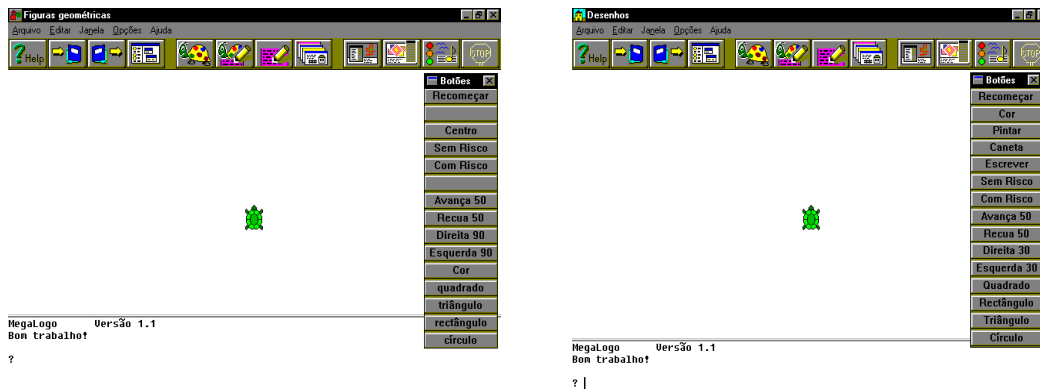 Figuras geométricas
Arquivo Editar Janela Opções Ajuda
?Help
STOP
Botões
Recomeçar
Centro
Sem Risco
Com Risco
Avança 50
Recua 50
Direita 90
Esquerda 90
Cor
quadrado
triângulo
rectângulo
círculo
MegaLogo Versão 1.1
Bom trabalho!
?
Desenhos
Arquivo Editar Janela Opções Ajuda
?Help
STOP
Botões
Recomeçar
Cor
Pintar
Caneta
Escrever
Sem Risco
Com Risco
Avança 50
Recua 50
Direita 30
Esquerda 30
Quadrado
Rectângulo
Triângulo
Círculo
MegaLogo Versão 1.1
Bom trabalho!
?